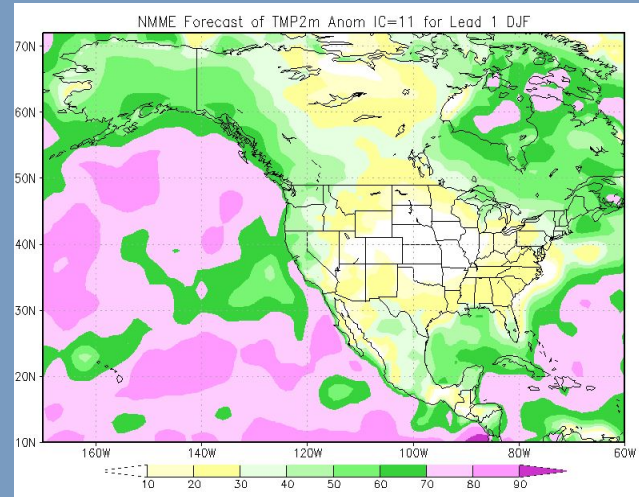 NMME Forecast of TMP2m Anom IC=11 for Lead 1 DJF
70N
60N
50N
40N
30N
20N
10N
160W 140W 120W 100W 80W 60W
10 20 30 40 50 60 70 80 90